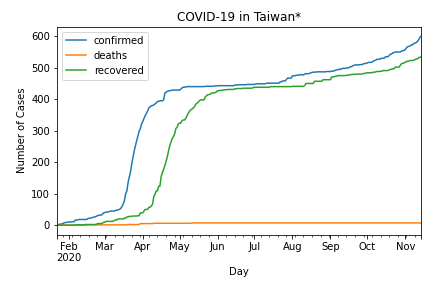 COVID-19 in Taiwan*
confirmed
deaths
recovered
Number of Cases
600
500
400
300
200
100
0
Feb Mar Apr May Jun Jul Aug Sep Oct Nov
2020
Day